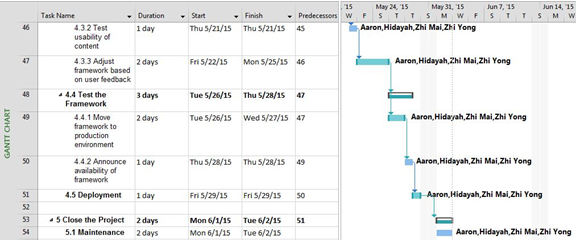 Task Name Duration Start Finish Predecessors '15 May 24, '15 May 31, '15 Jun 7, '15 Jun 14, '15
W F S T T S M W F S T T S M W
46 4.3.2 Test usability of content 1 day Thu 5/21/15 Thu 5/21/15 45 Aaron,Hidayah,Zhi Mai,Zhi Yong
47 4.3.3 Adjust framework based on user feedback 2 days Fri 5/22/15 Mon 5/25/15 46 Aaron,Hidayah,Zhi Mai,Zhi Yong
48 4.4 Test the Framework 3 days Tue 5/26/15 Thu 5/28/15 47
49 4.4.1 Move framework to production environment 2 days Tue 5/26/15 Wed 5/27/15 47 Aaron,Hidayah,Zhi Mai,Zhi Yong
50 4.4.2 Announce availability of framework 1 day Thu 5/28/15 Thu 5/28/15 49 Aaron,Hidayah,Zhi Mai,Zhi Yong
51 4.5 Deployment 1 day Fri 5/29/15 Fri 5/29/15 50 Aaron,Hidayah,Zhi Mai,Zhi Yong
52
53 5 Close the Project 2 days Mon 6/1/15 Tue 6/2/15 51
54 5.1 Maintenance 2 days Mon 6/1/15 Tue 6/2/15 Aaron,Hidayah,Zhi Mai,Zhi Yong
GANTT CHART